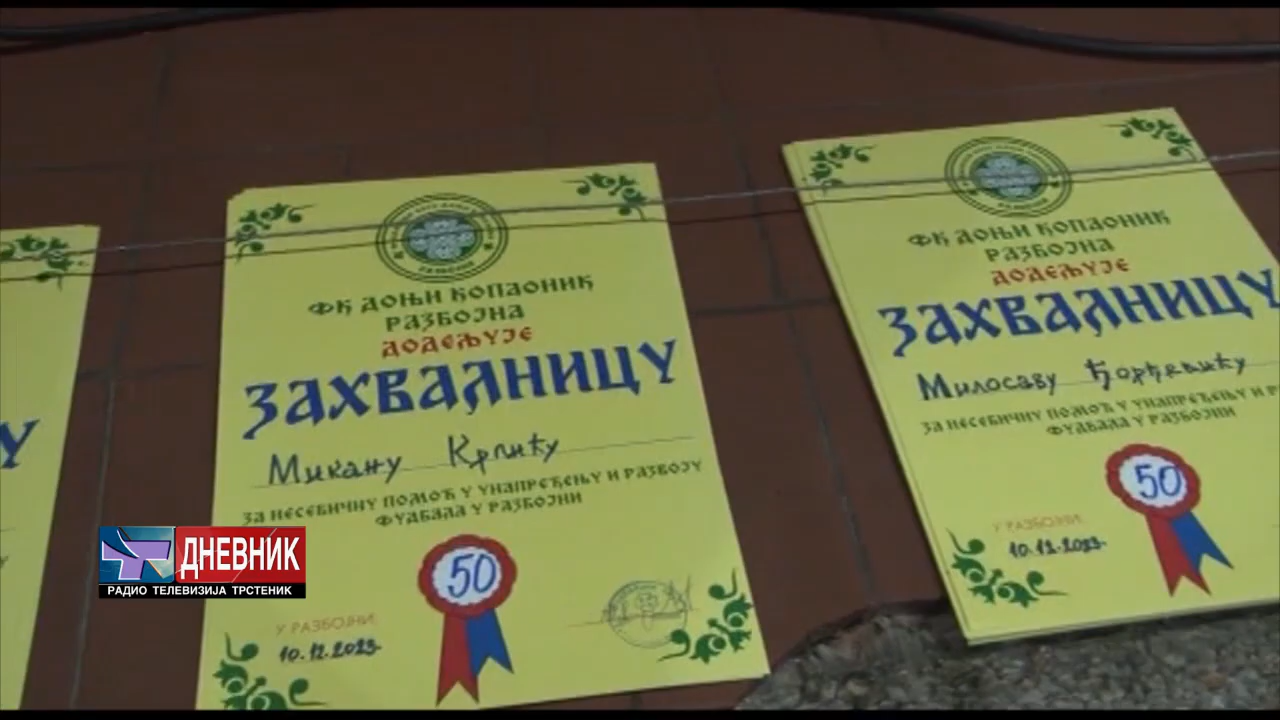 У
ФК ДОЊИ КОПАОНИК
РАЗБОЈНА
ДОДЕЉУЈЕ
ЗАХВАЛНИЦУ
Микању Крпићу
ЗА НЕСЕБИЧНУ ПОМОЋ У УНАПРЕЂЕЊУ И РАЗВОЈУ
ФУДБАЛА У РАЗБОЈНИ
50
У РАЗБОЈНИ,
10.12.2023.
ФК ДОЊИ КОПАОНИК
РАЗБОЈНА
ДОДЕЉУЈЕ
ЗАХВАЛНИЦУ
Милосаву Ђорђевићу
ЗА НЕСЕБИЧНУ ПОМОЋ У УНАПРЕЂЕЊУ И Р
ФУДБАЛА У РАЗБОЈНИ
50
У РАЗБОЈНИ,
10.12.2023.
ДНЕВНИК
РАДИО ТЕЛЕВИЗИЈА ТРСТЕНИК